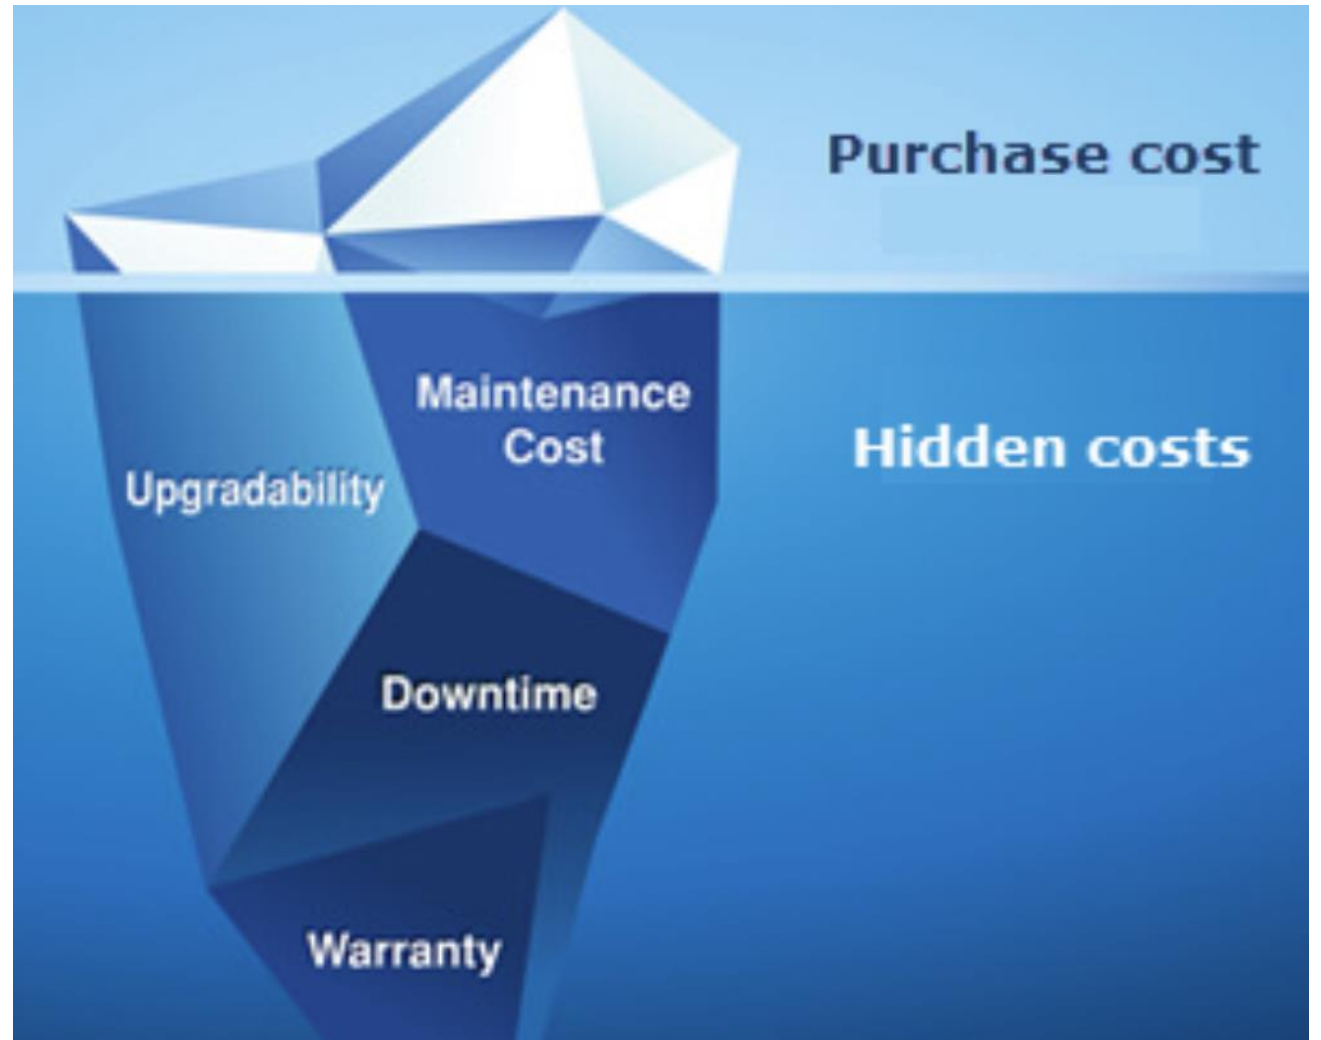 Purchase cost
Maintenance
Cost
Hidden costs
Upgradability
Downtime
Warranty